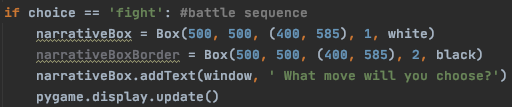 if choice == 'fight': #battle sequence
    narrativeBox = Box(500, 500, (400, 585), 1, white)
    narrativeBoxBorder = Box(500, 500, (400, 585), 2, black)
    narrativeBox.addText(window, ' What move will you choose?')
    pygame.display.update()